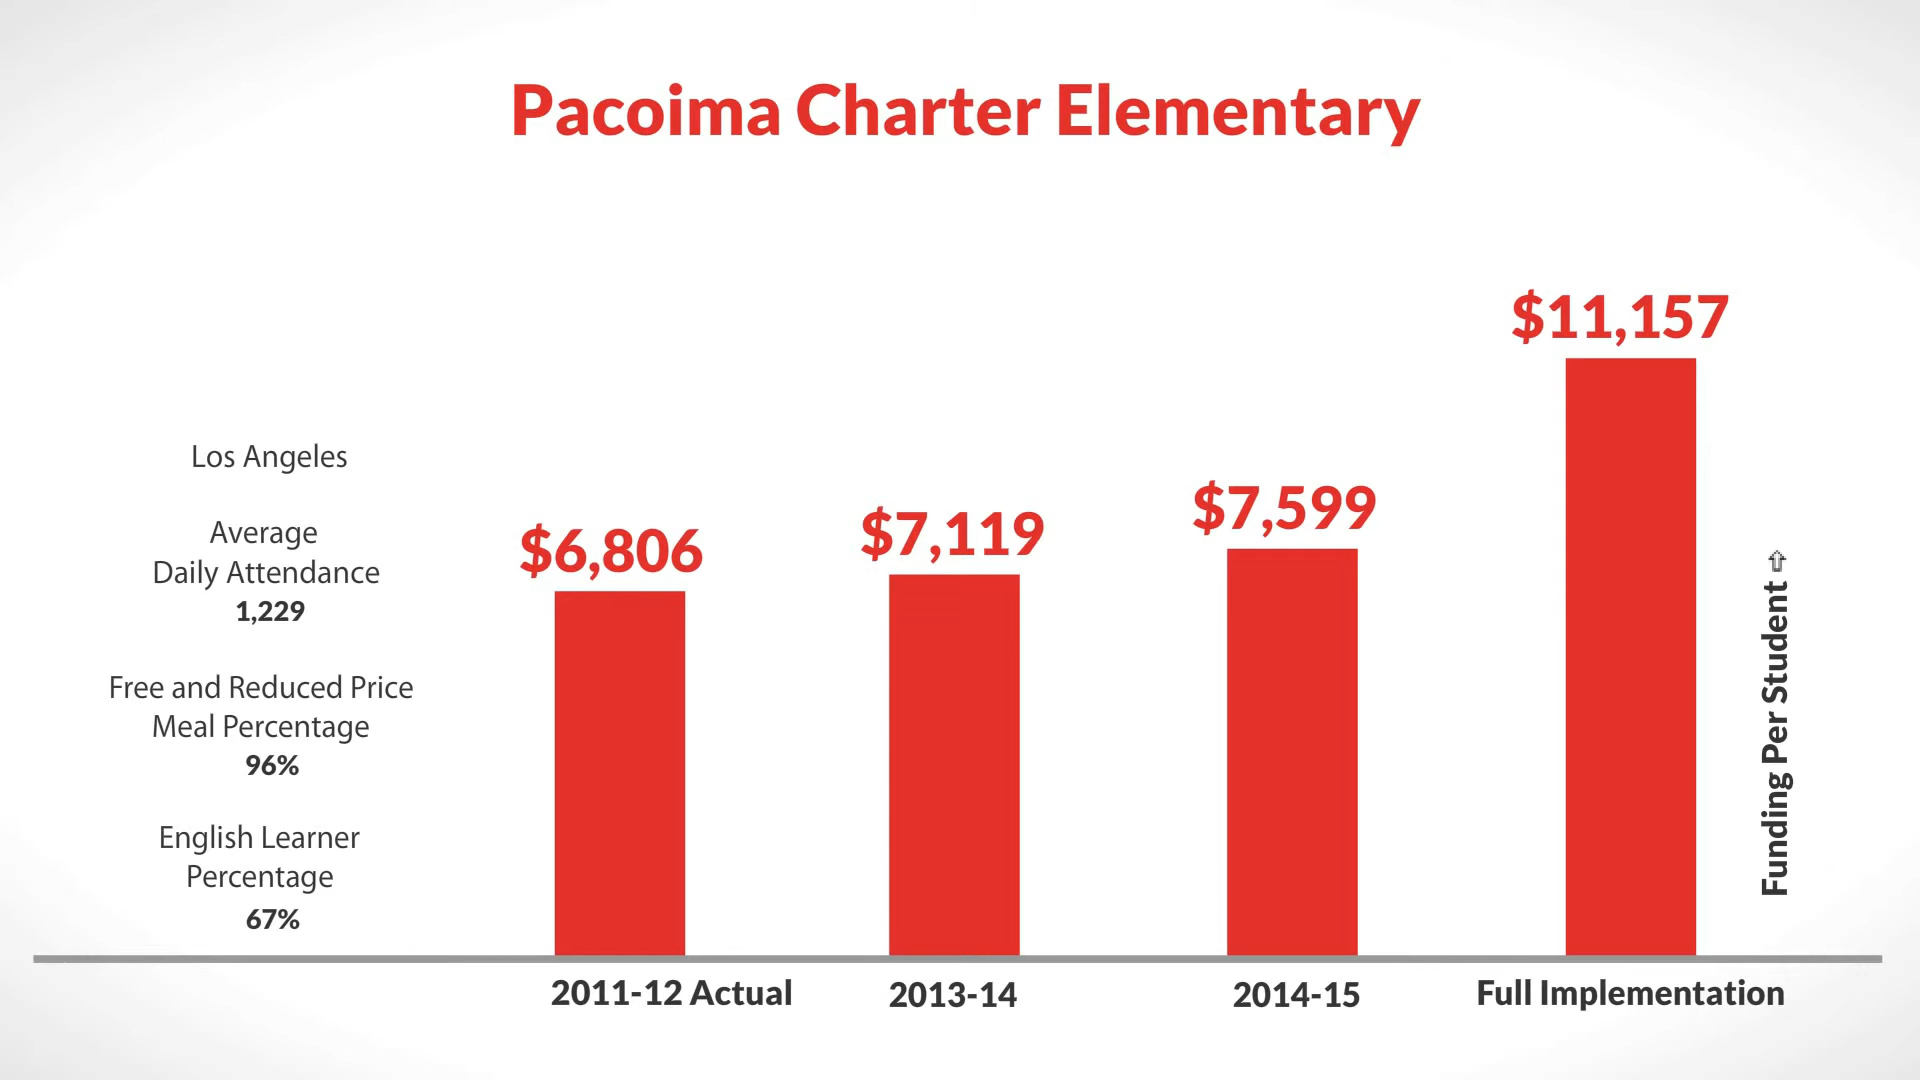 Pacoima Charter Elementary
Los Angeles
Average
Daily Attendance
1,229
Free and Reduced Price
Meal Percentage
96%
English Learner
Percentage
67%
$6,806
$7,119
$7,599
$11,157
2011-12 Actual
2013-14
2014-15
Full Implementation
Funding Per Student ⇧